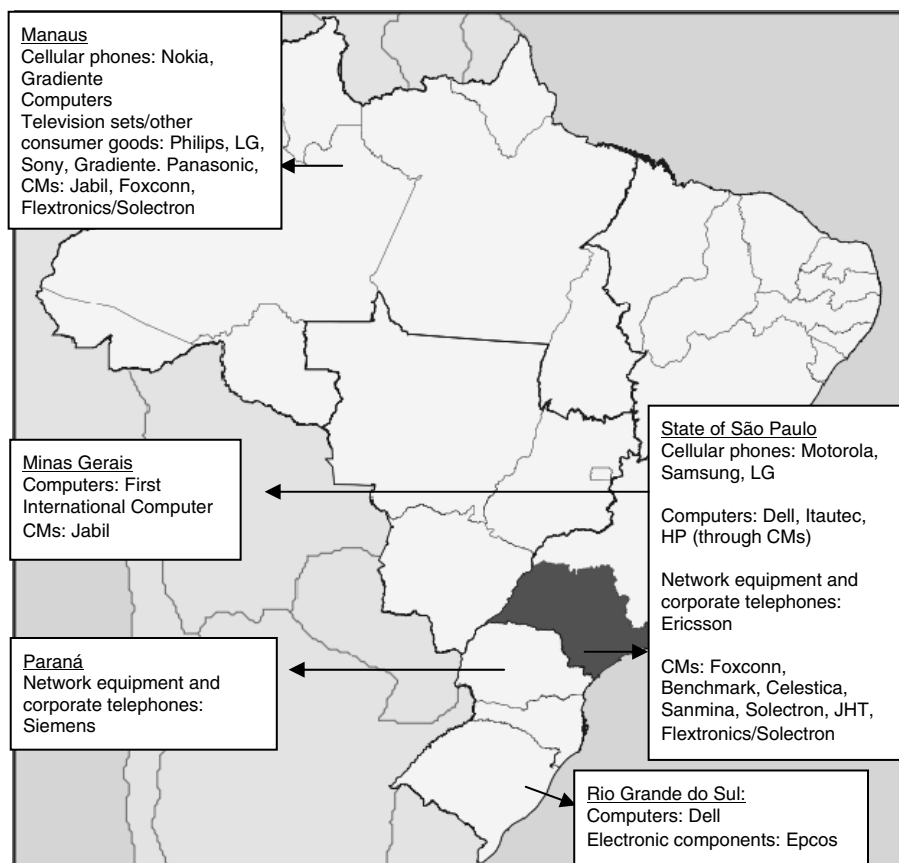 Manaus
Cellular phones: Nokia,
Gradiente
Computers
Television sets/other
consumer goods: Philips, LG,
Sony, Gradiente. Panasonic,
CMs: Jabil, Foxconn,
Flextronics/Solectron
Minas Gerais
Computers: First
International Computer
CMs: Jabil
State of São Paulo
Cellular phones: Motorola,
Samsung, LG
Computers: Dell, Itautec,
HP (through CMs)
Network equipment and
corporate telephones:
Ericsson
CMs: Foxconn,
Benchmark, Celestica,
Sanmina, Solectron, JHT,
Flextronics/Solectron
Paraná
Network equipment and
corporate telephones:
Siemens
Rio Grande do Sul:
Computers: Dell
Electronic components: Epcos